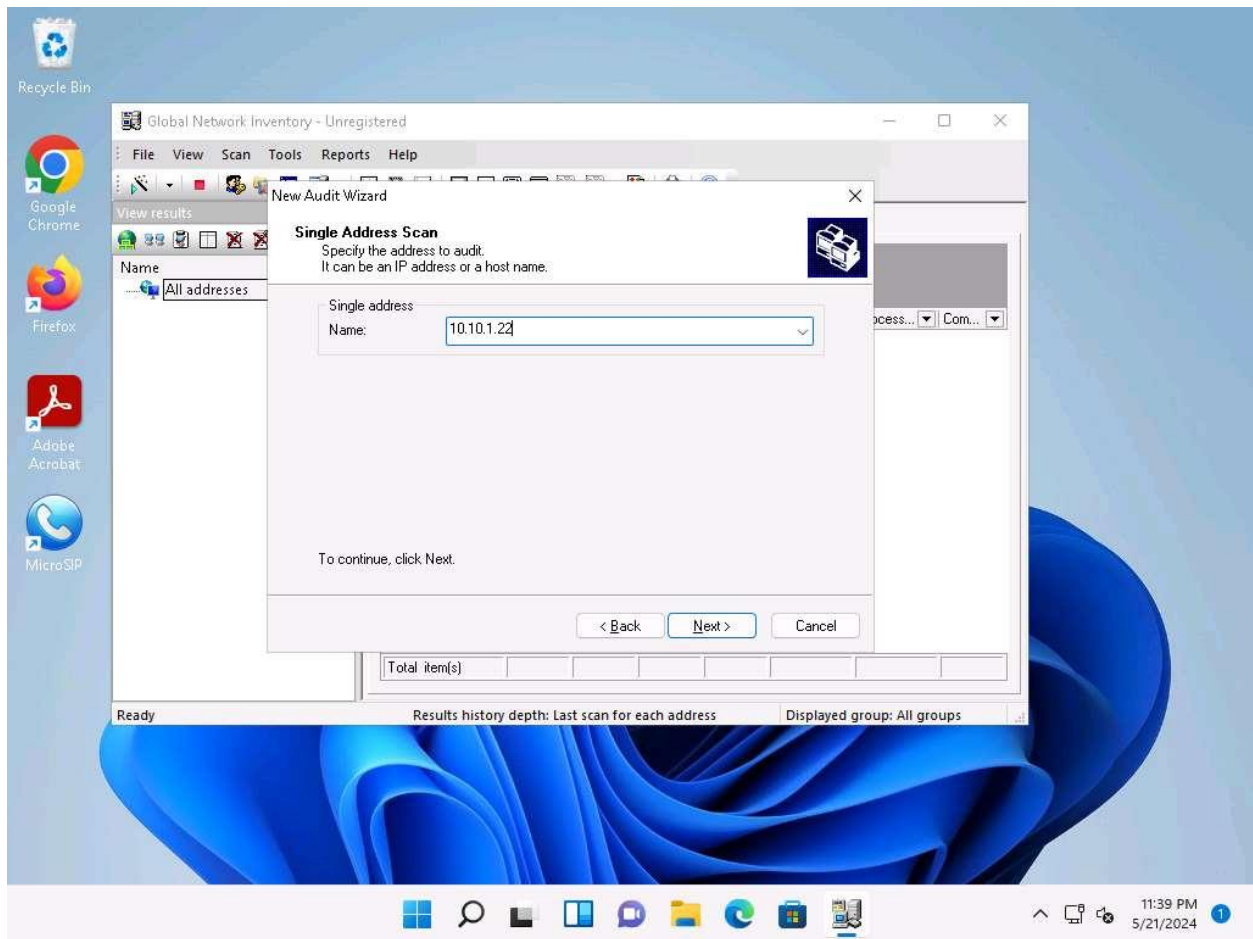 Recycle Bin
Google
Chrome
Firefox
Adobe
Acrobat
MicroSIP
Global Network Inventory - Unregistered
File View Scan Tools Reports Help
View results
Name
All addresses
New Audit Wizard
Single Address Scan
Specify the address to audit.
It can be an IP address or a host name.
Single address
Name: 10.10.1.22
ocess... Com...
To continue, click Next.
< Back Next > Cancel
Total item(s)
Ready Results history depth: Last scan for each address Displayed group: All groups
11:39 PM
5/21/2024
1